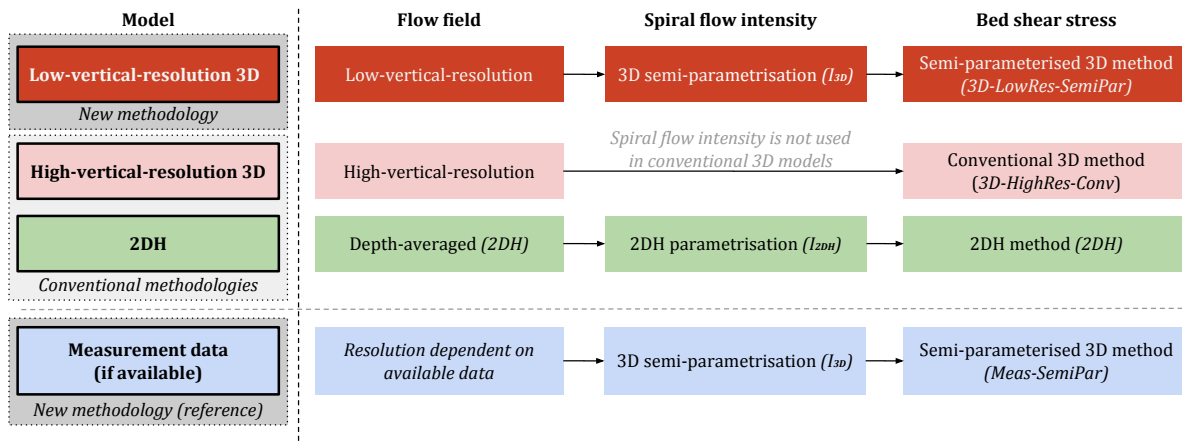 Model
Flow field
Spiral flow intensity
Bed shear stress
Low-vertical-resolution 3D
New methodology
Low-vertical-resolution
3D semi-parametrisation (I3D)
Semi-parameterised 3D method
(3D-LowRes-SemiPar)
High-vertical-resolution 3D
High-vertical-resolution
Spiral flow intensity is not used
in conventional 3D models
Conventional 3D method
(3D-HighRes-Conv)
2DH
Conventional methodologies
Depth-averaged (2DH)
2DH parametrisation (I2DH)
2DH method (2DH)
Measurement data
(if available)
New methodology (reference)
Resolution dependent on
available data
3D semi-parametrisation (I3D)
Semi-parameterised 3D method
(Meas-SemiPar)